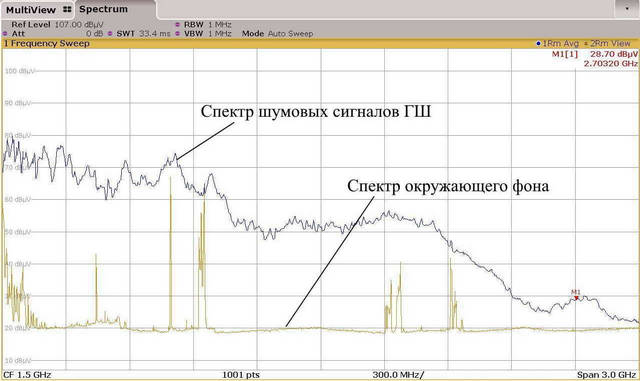 MultiView Spectrum
Ref Level 107.00 dBµV RBW 1 MHz
Att 0 dB SWT 33.4 ms VBW 1 MHz Mode Auto Sweep
1 Frequency Sweep 1Rm Avg 2Rm View
M1[1] 28.70 dBµV
2.70320 GHz
100 dBµV
90 dBµV
Спектр шумовых сигналов ГШ
80 dBµV
70 dBµV
Спектр окружающего фона
60 dBµV
50 dBµV
40 dBµV
30 dBµV
M1
20 dBµV
10 dBµV
CF 1.5 GHz 1001 pts 300.0 MHz/ Span 3.0 GHz